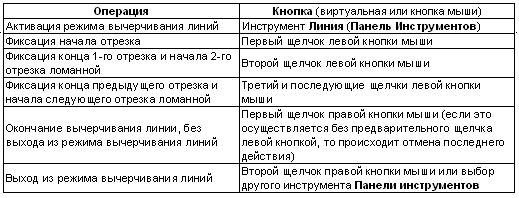 Операция
Кнопка (виртуальная или кнопка мыши)
Активация режима вычерчивания линий
Инструмент Линия (Панель Инструментов)
Фиксация начала отрезка
Первый щелчок левой кнопки мыши
Фиксация конца 1-го отрезка и начала 2-го
отрезка ломанной
Второй щелчок левой кнопки мыши
Фиксация конца предыдущего отрезка и
начала следующего отрезка ломанной
Третий и последующие щелчки левой кнопки
мыши
Окончание вычерчивания линии, без
выхода из режима вычерчивания линий
Первый щелчок правой кнопки мыши (если это
осуществляется без предварительного щелчка
левой кнопкой, то происходит отмена последнего
действия)
Выход из режима вычерчивания линий
Второй щелчок правой кнопки мыши или выбор
другого инструмента Панели инструментов